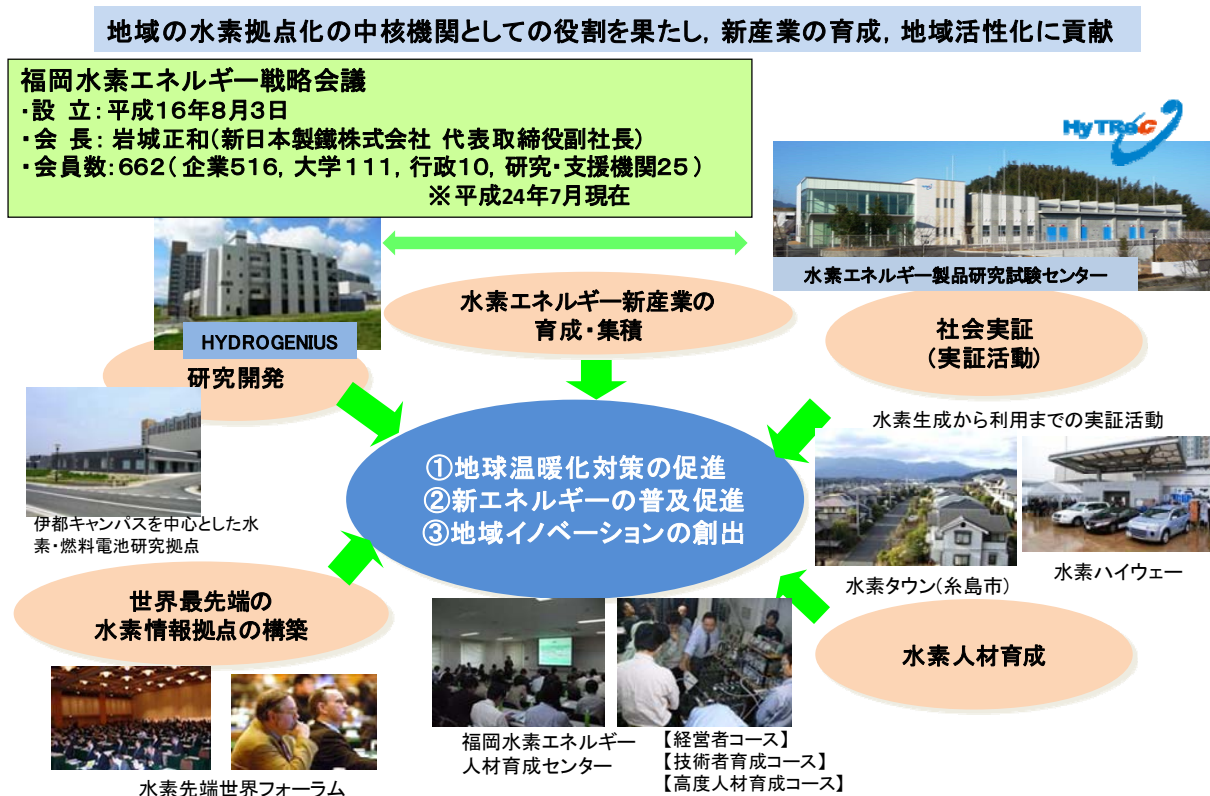 地域の水素拠点化の中核機関としての役割を果たし，新産業の育成，地域活性化に貢献
福岡水素エネルギー戦略会議
・設 立：平成16年8月3日
・会 長：岩城正和（新日本製鐵株式会社 代表取締役副社長）
・会員数：662（企業516，大学111，行政10，研究・支援機関25）
※平成24年7月現在
HyTReC
水素エネルギー製品研究試験センター
HYDROGENIUS
研究開発
水素エネルギー新産業の
育成・集積
社会実証
（実証活動）
水素生成から利用までの実証活動
伊都キャンパスを中心とした水
素・燃料電池研究拠点
①地球温暖化対策の促進
②新エネルギーの普及促進
③地域イノベーションの創出
水素タウン（糸島市）
水素ハイウェー
世界最先端の
水素情報拠点の構築
水素人材育成
水素先端世界フォーラム
福岡水素エネルギー
人材育成センター
【経営者コース】
【技術者育成コース】
【高度人材育成コース】